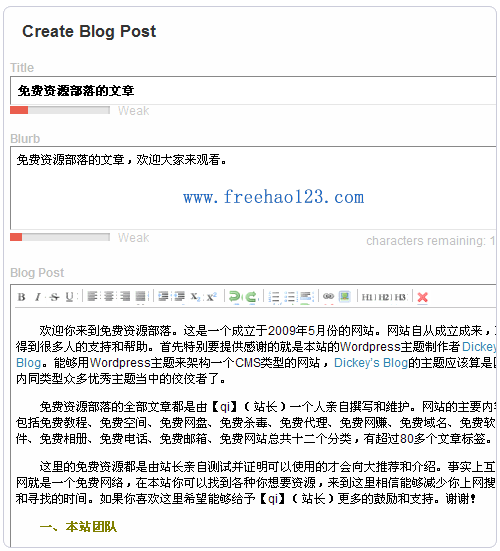 Create Blog Post
Title
免费资源部落的文章
Weak
Blurb
免费资源部落的文章，欢迎大家来观看。
www.freehao123.com
Weak
characters remaining: 1
Blog Post
B I S U X₂ X² H1 H2 H3
欢迎你来到免费资源部落。这是一个成立于2009年5月份的网站。网站自从成立成来，
得到很多人的支持和帮助。首先特别要提供感谢的就是本站的Wordpress主题制作者Dickey
Blog。能够用Wordpress主题来架构一个CMS类型的网站，Dickey's Blog的主题应该算是
内同类型众多优秀主题当中的佼佼者了。
免费资源部落的全部文章都是由【qi】（站长）一个人亲自撰写和维护。网站的主要内
包括免费教程、免费空间、免费网盘、免费杀毒、免费代理、免费网赚、免费域名、免费软
件、免费相册、免费电话、免费邮箱、免费网站总共十二个分类，有超过80多个文章标签。
这里的免费资源都是由站长亲自测试并证明可以使用的才会向大推荐和介绍。事实上互
网就是一个免费网络，在本站你可以找到各种你想要资源，来到这里相信能够减少你上网搜
和寻找的时间。如果你喜欢这里希望能够给予【qi】（站长）更多的鼓励和支持。谢谢！
一、本站团队